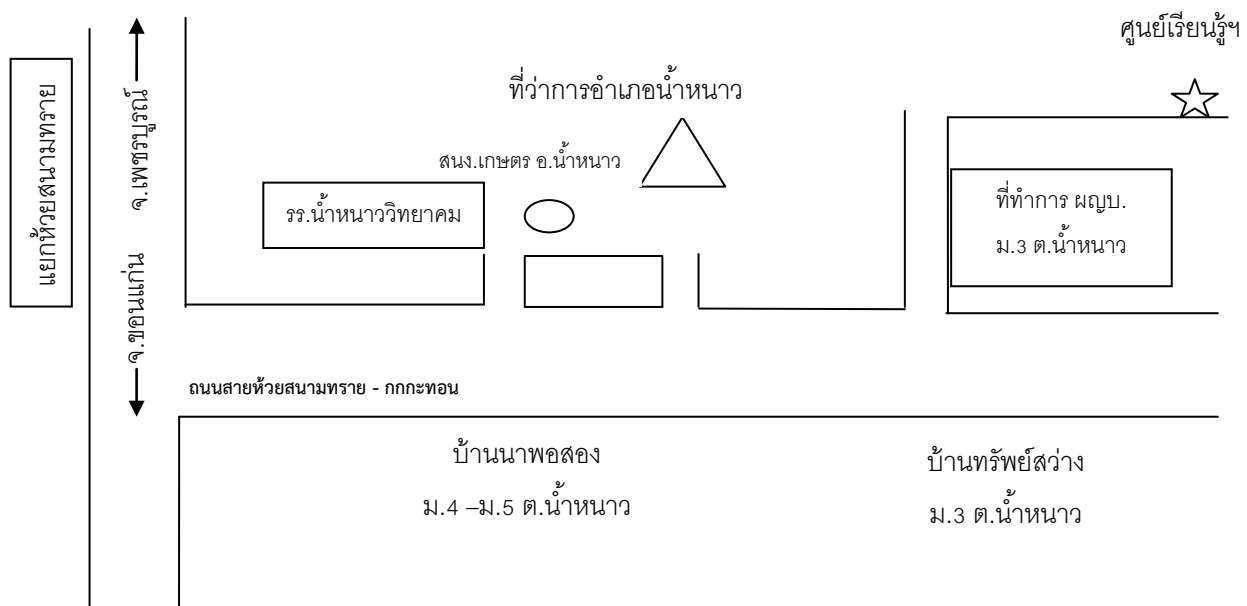 ศูนย์เรียนรู้ฯ
ที่ว่าการอำเภอน้ำหนาว
สนง.เกษตร อ.น้ำหนาว
รร.น้ำหนาววิทยาคม
ที่ทำการ ผญบ.
ม.3 ต.น้ำหนาว
แยกห้วยสนามทราย
จ.เพชรบูรณ์
จ.ขอนแก่น
ถนนสายห้วยสนามทราย - กกกะทอน
บ้านนาพอสอง
ม.4 –ม.5 ต.น้ำหนาว
บ้านทรัพย์สว่าง
ม.3 ต.น้ำหนาว